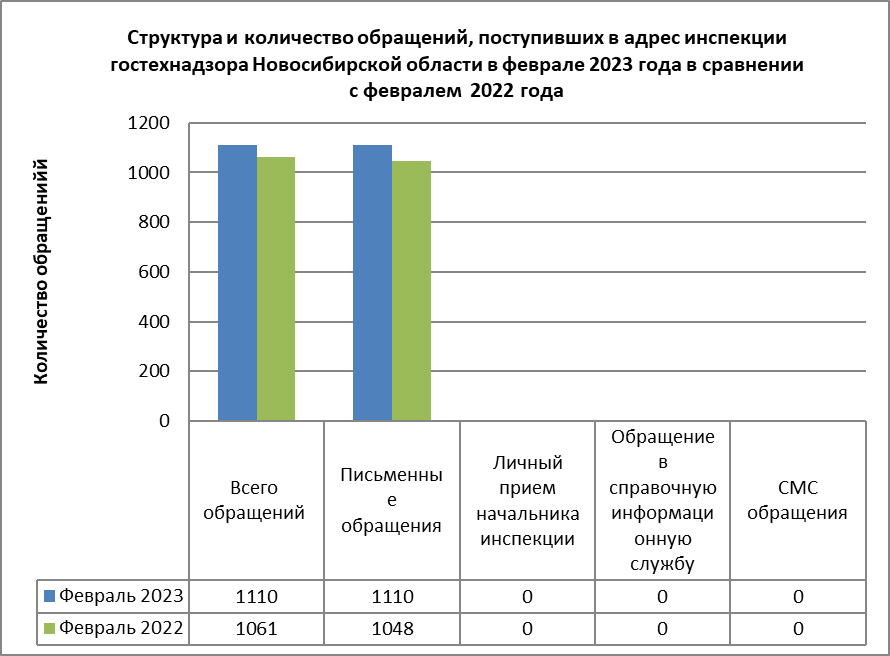 Структура и количество обращений, поступивших в адрес инспекции
гостехнадзора Новосибирской области в феврале 2023 года в сравнении
с февралем 2022 года
Количество обращенийй
1200
1000
800
600
400
200
0
Всего
обращений
Письменны
е
обращения
Личный
прием
начальника
инспекции
Обращение
в
справочную
информаци
онную
службу
СМС
обращения
Февраль 2023 1110 1110 0 0 0
Февраль 2022 1061 1048 0 0 0